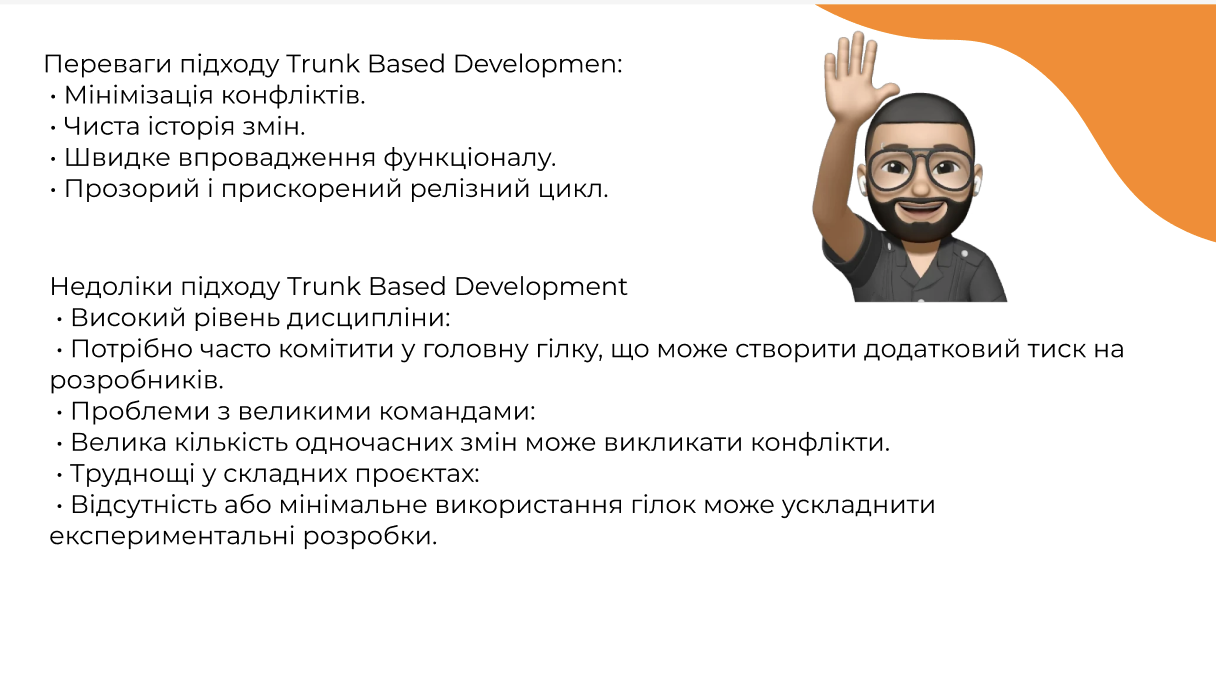 Переваги підходу Trunk Based Developmen:
• Мінімізація конфліктів.
• Чиста історія змін.
• Швидке впровадження функціоналу.
• Прозорий і прискорений релізний цикл.
Недоліки підходу Trunk Based Development
• Високий рівень дисципліни:
• Потрібно часто комітити у головну гілку, що може створити додатковий тиск на
розробників.
• Проблеми з великими командами:
• Велика кількість одночасних змін може викликати конфлікти.
• Труднощі у складних проєктах:
• Відсутність або мінімальне використання гілок може ускладнити
експериментальні розробки.